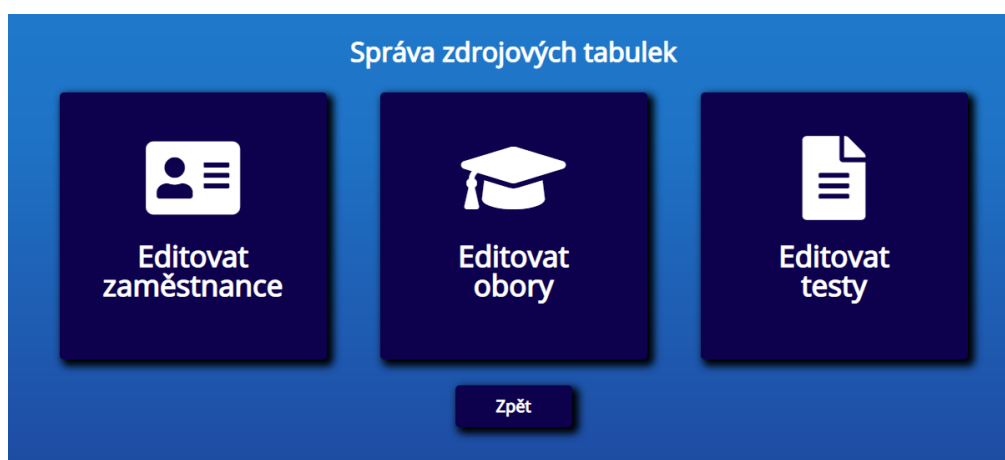 Správa zdrojových tabulek
Editovat
zaměstnance
Editovat
obory
Editovat
testy
Zpět